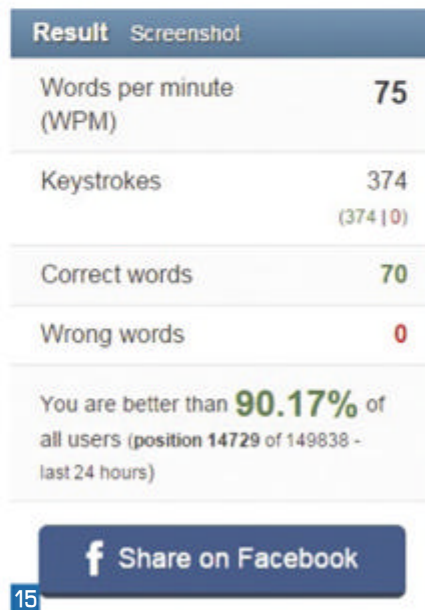 Result Screenshot
Words per minute 75
(WPM)
Keystrokes 374
(374 | 0)
Correct words 70
Wrong words 0
You are better than 90.17% of
all users (position 14729 of 149838 -
last 24 hours)
f Share on Facebook
15